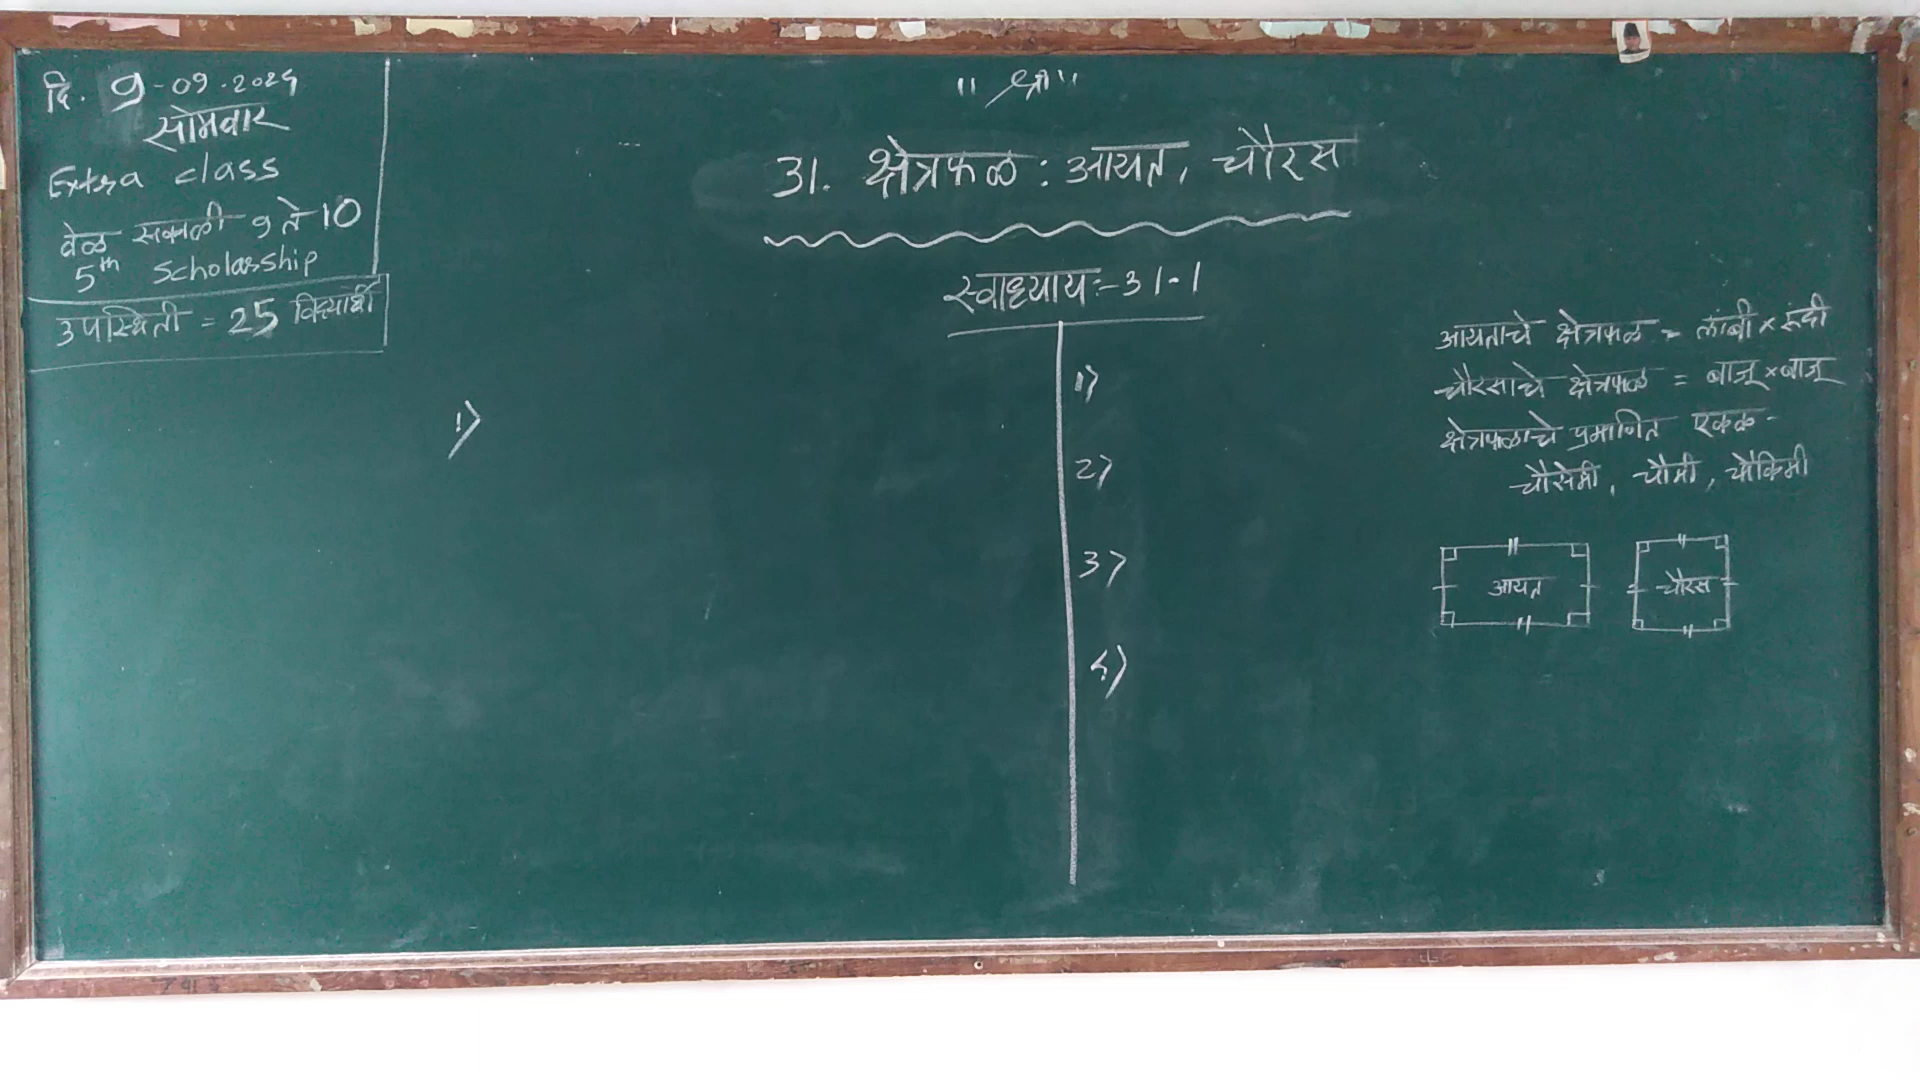 दि. 9-09-2024
सोमवार
Extra class
वेळ सकाळी 9 ते 10
5th Scholarship
उपस्थिती = 25 विद्यार्थी
"श्री"
31. क्षेत्रफळ : आयत, चौरस
स्वाध्याय :- 31.1
1)
1)
2)
3)
4)
आयताचे क्षेत्रफळ = लांबी × रुंदी
चौरसाचे क्षेत्रफळ = बाजू × बाजू
क्षेत्रफळाचे प्रमाणित एकक -
चौसेमी, चौमी, चौकिमी
आयत
चौरस